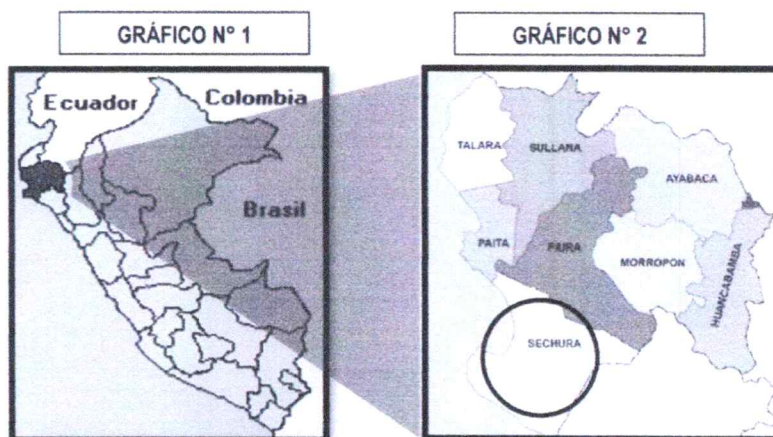 GRÁFICO N° 1
GRÁFICO N° 2
Ecuador
Colombia
Brasil
TALARA
SULLANA
AYABACA
PAITA
PIURA
MORROPON
HUANCABAMBA
SECHURA